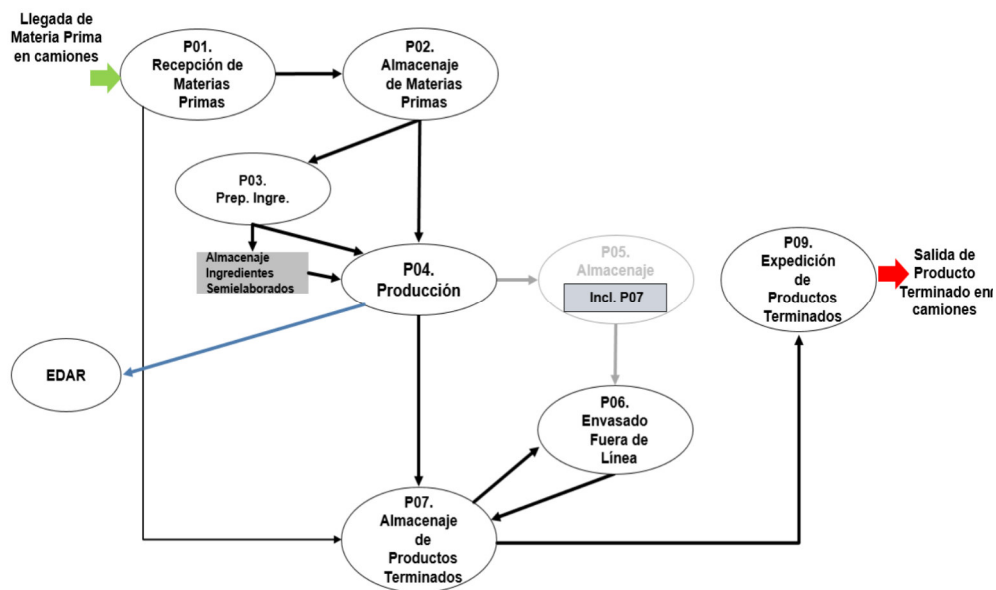 Llegada de
Materia Prima
en camiones
P01.
Recepción de
Materias
Primas
P02.
Almacenaje
de Materias
Primas
P03.
Prep. Ingre.
Almacenaje
Ingredientes
Semielaborados
P04.
Producción
P05.
Almacenaje
Incl. P07
P09.
Expedición
de
Productos
Terminados
Salida de
Producto
Terminado en
camiones
EDAR
P06.
Envasado
Fuera de
Línea
P07.
Almacenaje
de
Productos
Terminados